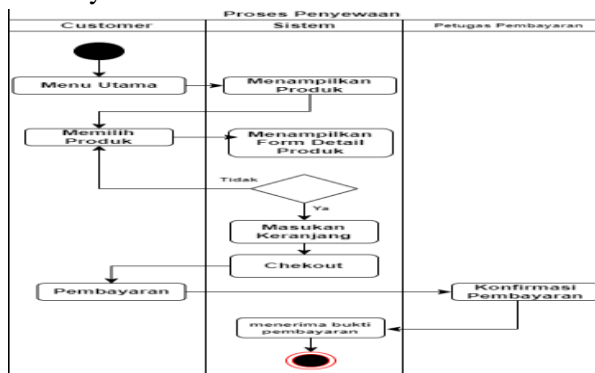 Proses Penyewaan
Customer
Sistem
Petugas Pembayaran
Menu Utama
Menampilkan
Produk
Memilih
Produk
Menampilkan
Form Detail
Produk
Tidak
Ya
Masukan
Keranjang
Chekout
Pembayaran
Konfirmasi
Pembayaran
menerima bukti
pembayaran